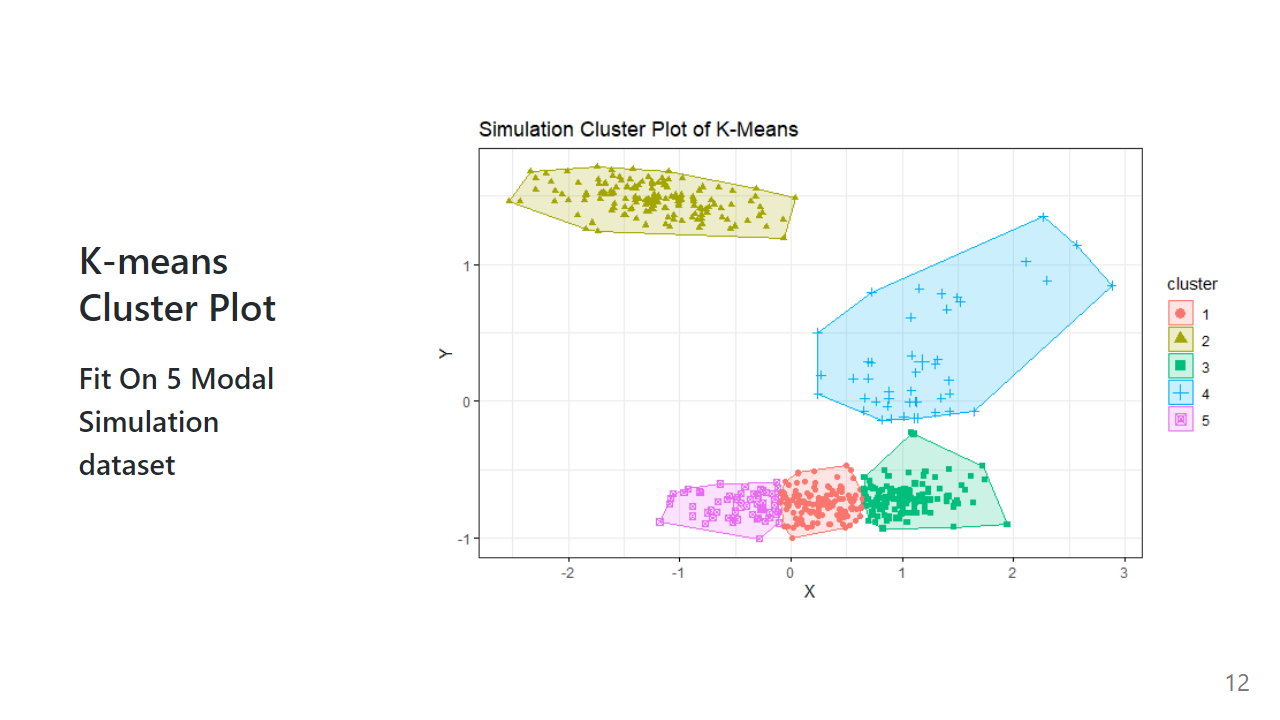 K-means
Cluster Plot
Fit On 5 Modal
Simulation
dataset
Simulation Cluster Plot of K-Means
Y
1
0
-1
-2
-1
0
1
2
3
X
cluster
1
2
3
4
5
12